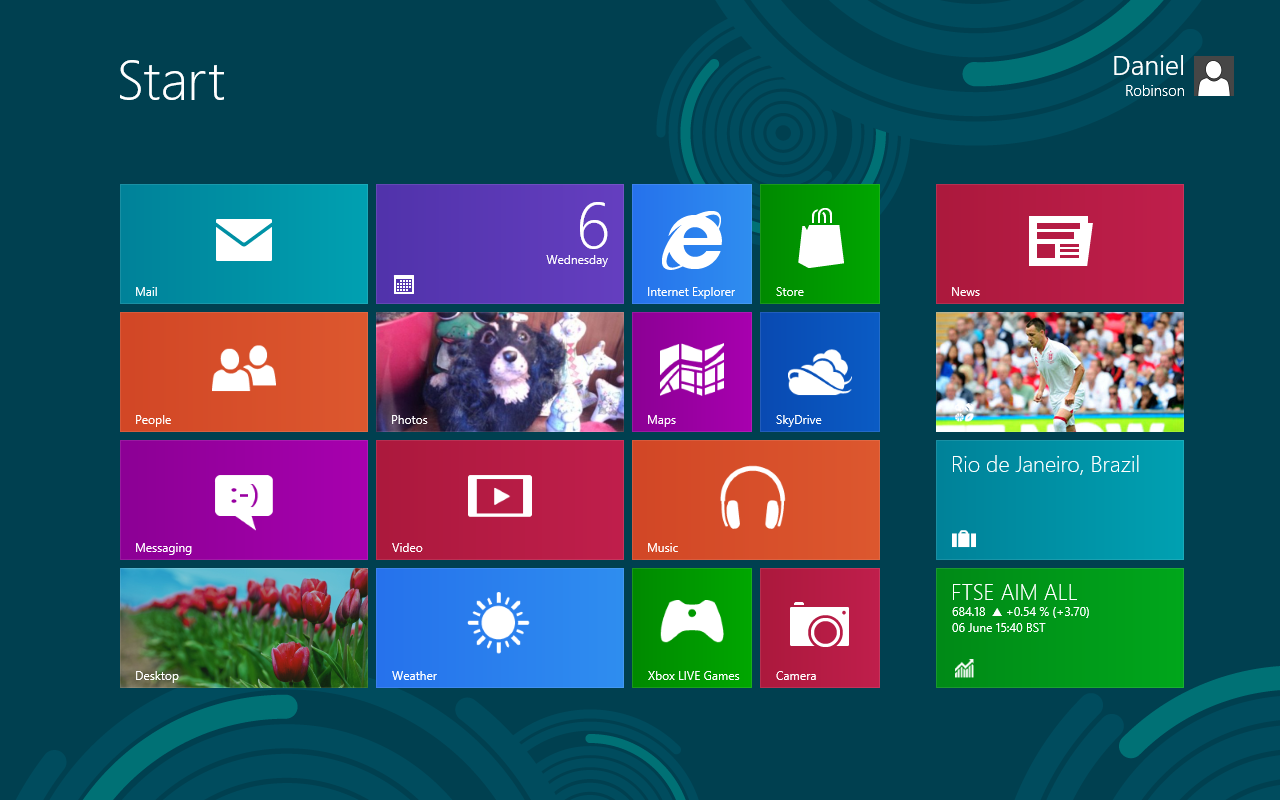 Start
Daniel
Robinson
6
Wednesday
Mail
Internet Explorer
Store
News
People
Photos
Maps
SkyDrive
Messaging
:-)
Video
Music
Rio de Janeiro, Brazil
Desktop
Weather
Xbox LIVE Games
Camera
FTSE AIM ALL
684.18 ▲ +0.54 % (+3.70)
06 June 15:40 BST